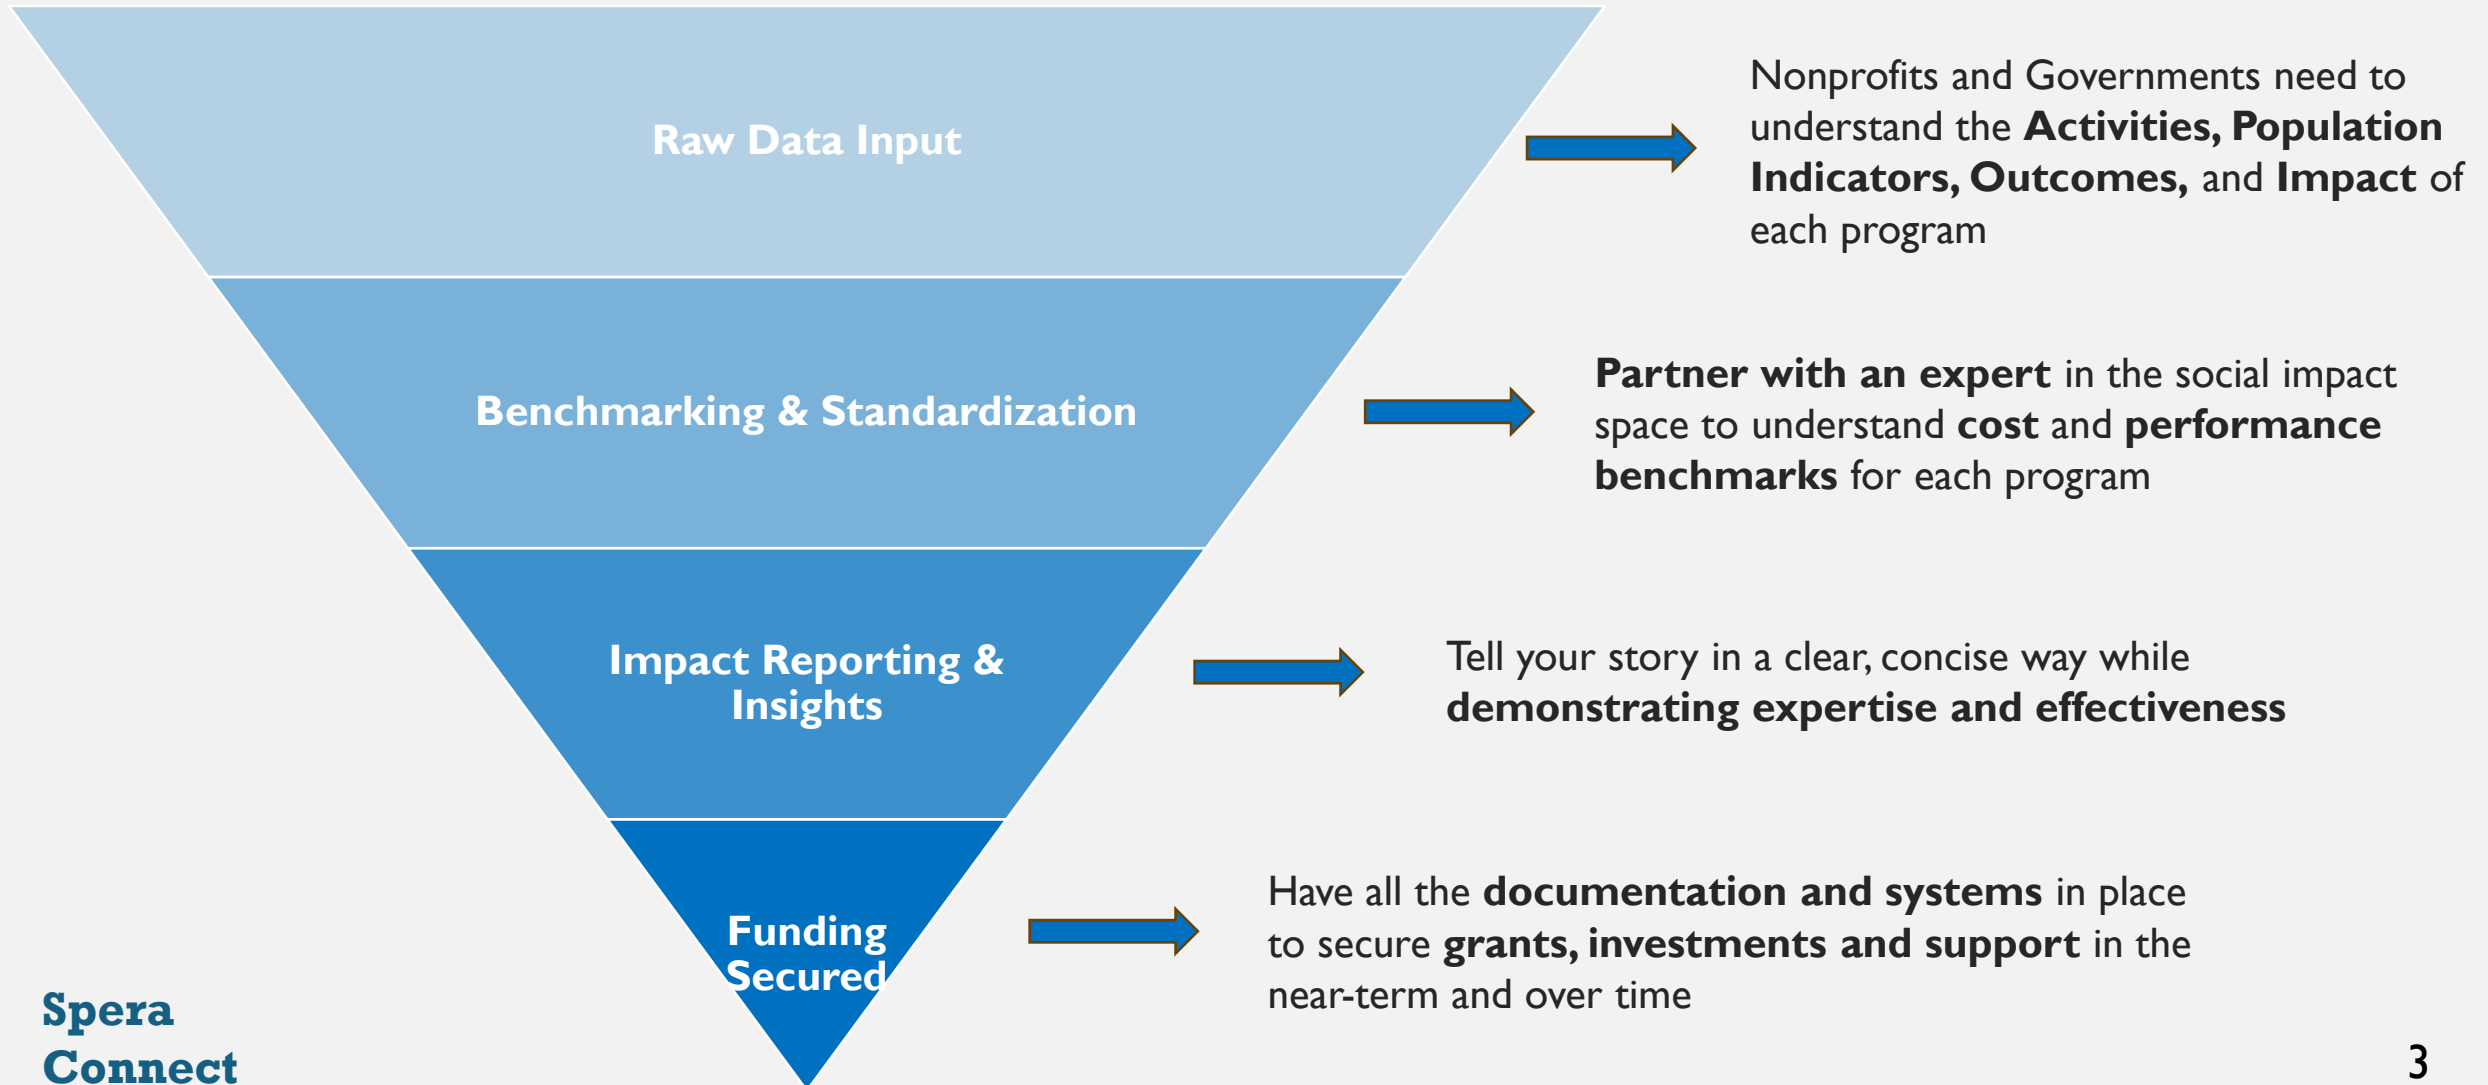 Raw Data Input
Nonprofits and Governments need to
understand the Activities, Population
Indicators, Outcomes, and Impact of
each program
Benchmarking & Standardization
Partner with an expert in the social impact
space to understand cost and performance
benchmarks for each program
Impact Reporting &
Insights
Tell your story in a clear, concise way while
demonstrating expertise and effectiveness
Funding
Secured
Have all the documentation and systems in place
to secure grants, investments and support in the
near-term and over time
Spera
Connect
3